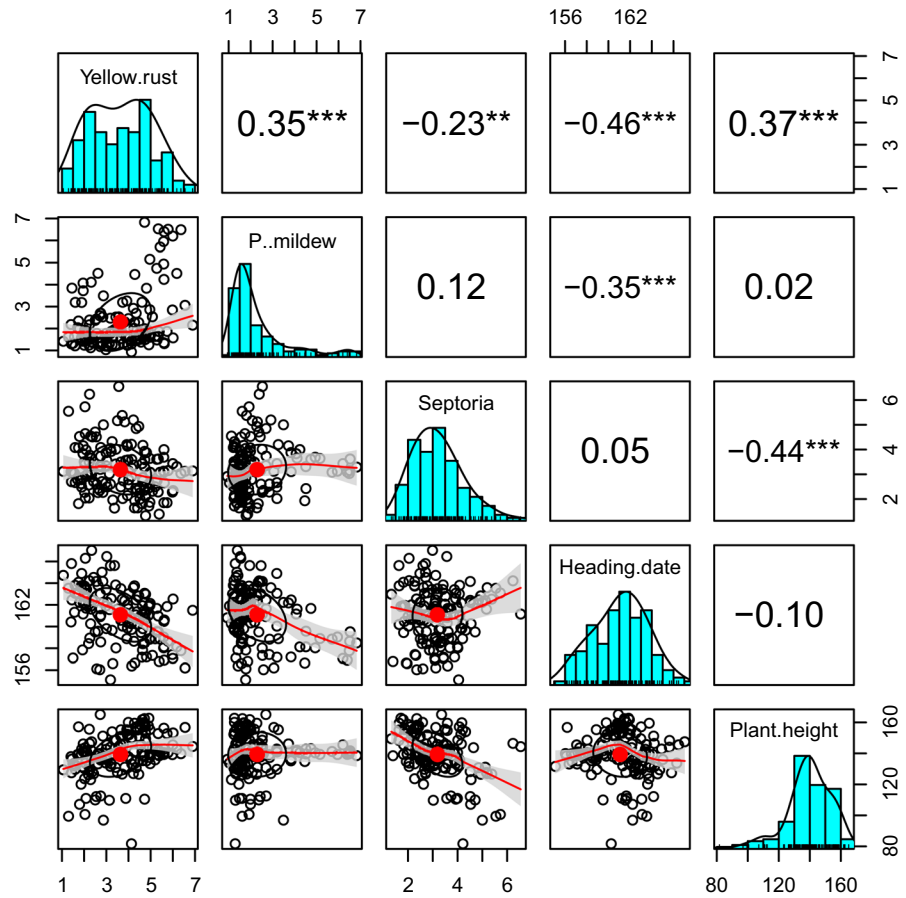 1 3 5 7
156 162
Yellow.rust
0.35***
−0.23**
−0.46***
0.37***
1 3 5 7
1 3 5 7
P..mildew
0.12
−0.35***
0.02
Septoria
0.05
−0.44***
2 4 6
156 162
Heading.date
−0.10
Plant.height
80 120 160
1 3 5 7
2 4 6
80 120 160